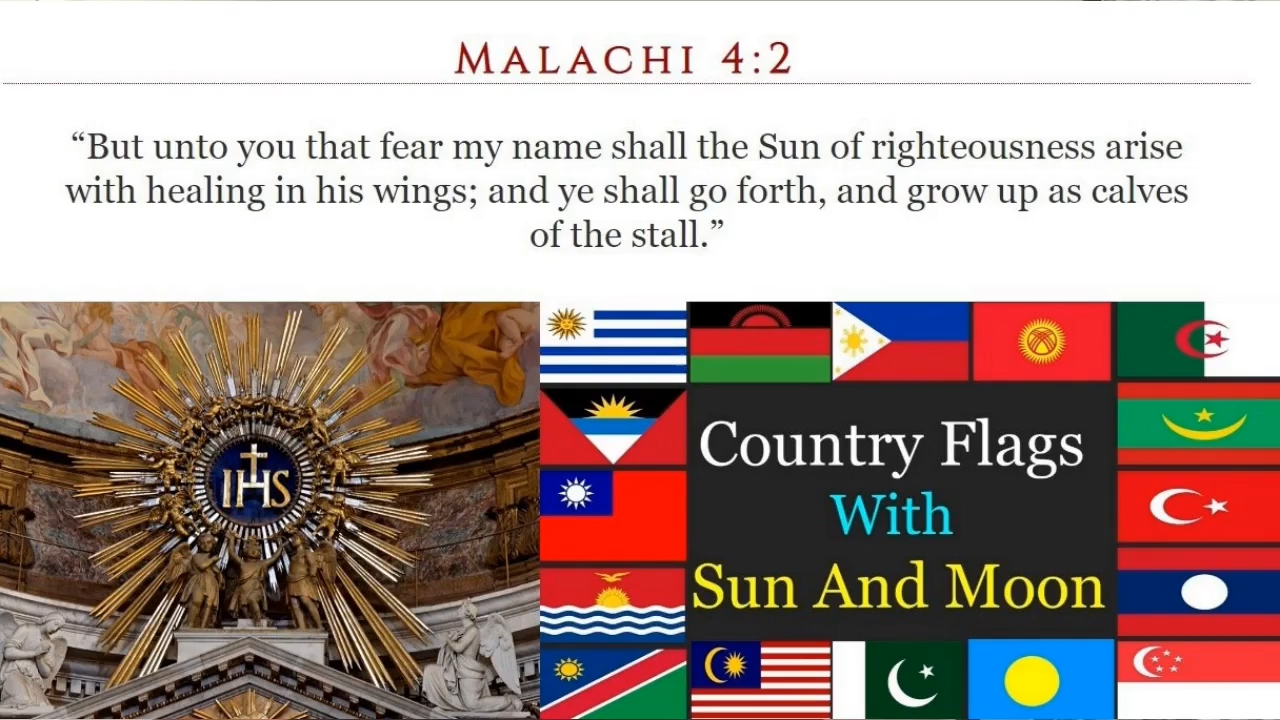 MALACHI 4:2
“But unto you that fear my name shall the Sun of righteousness arise
with healing in his wings; and ye shall go forth, and grow up as calves
of the stall.”
IHS
Country Flags
With
Sun And Moon